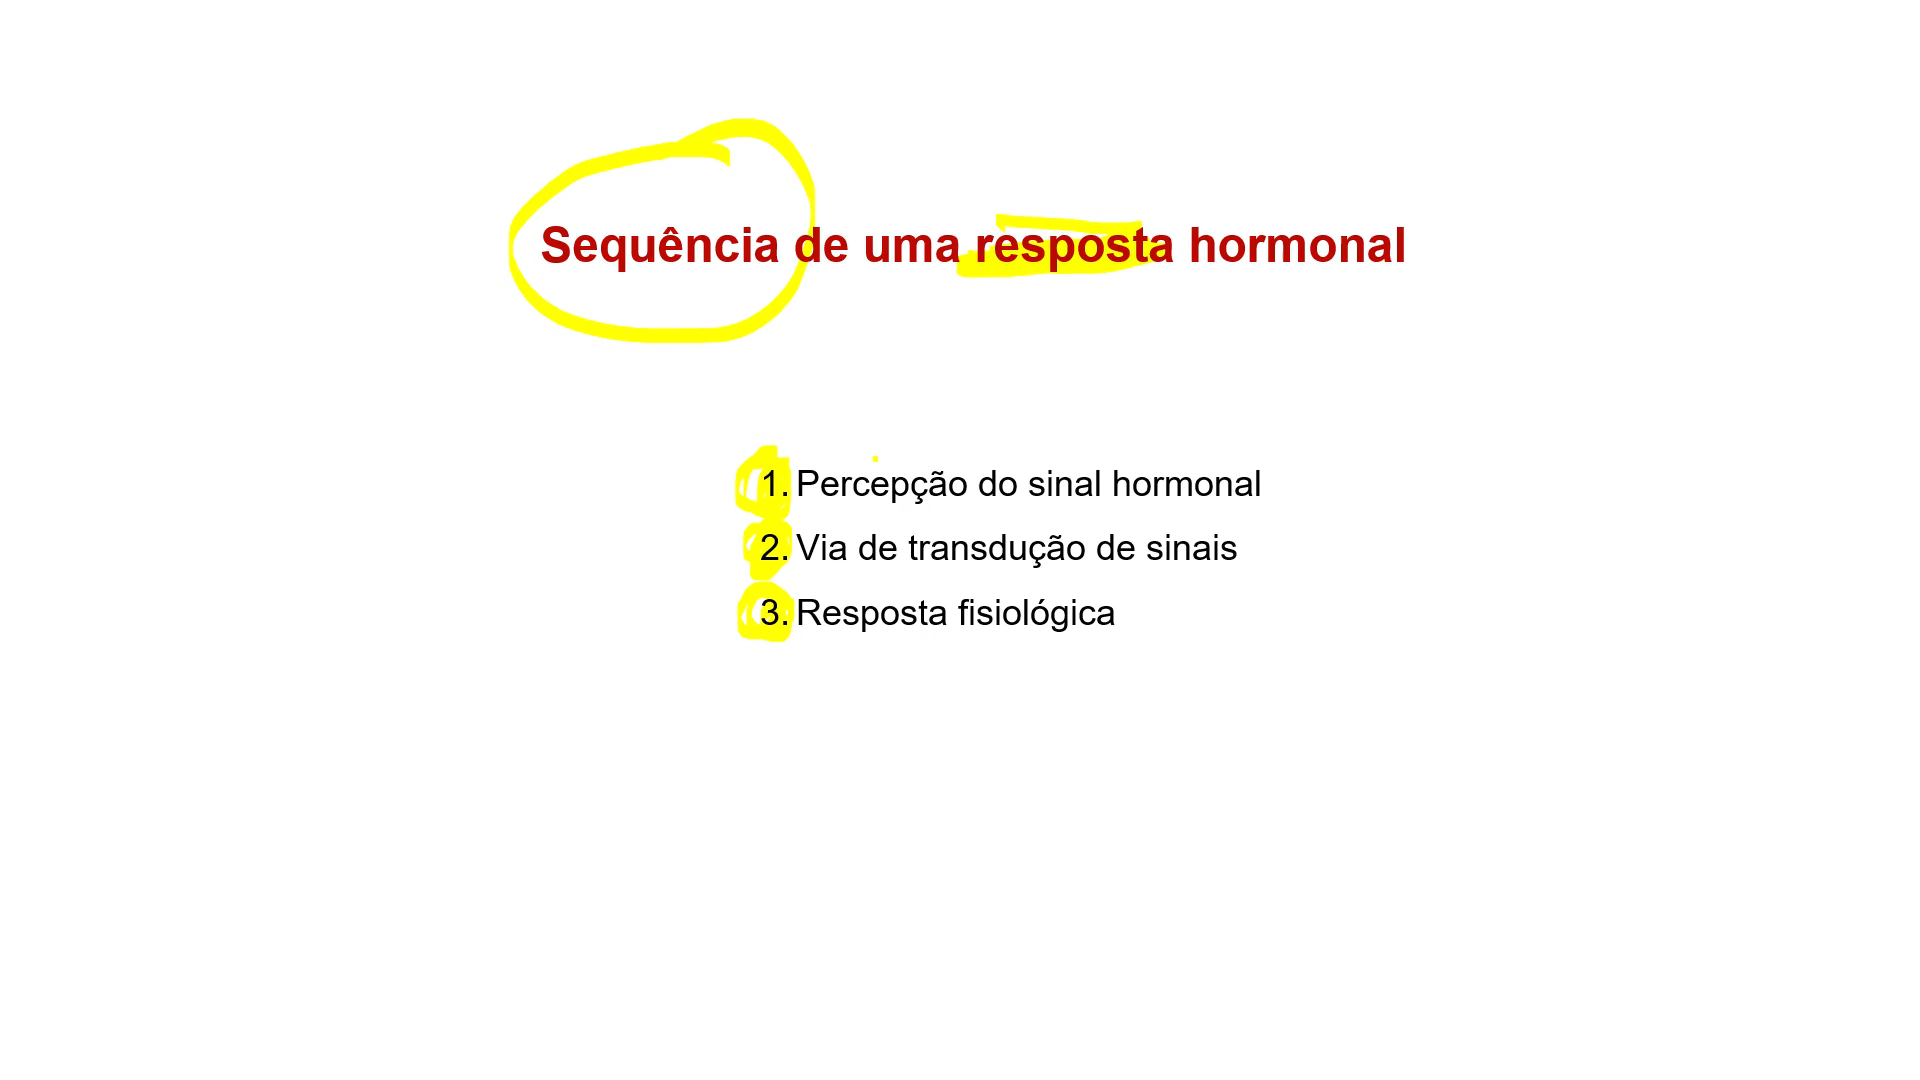 Sequência de uma resposta hormonal
1. Percepção do sinal hormonal
2. Via de transdução de sinais
3. Resposta fisiológica